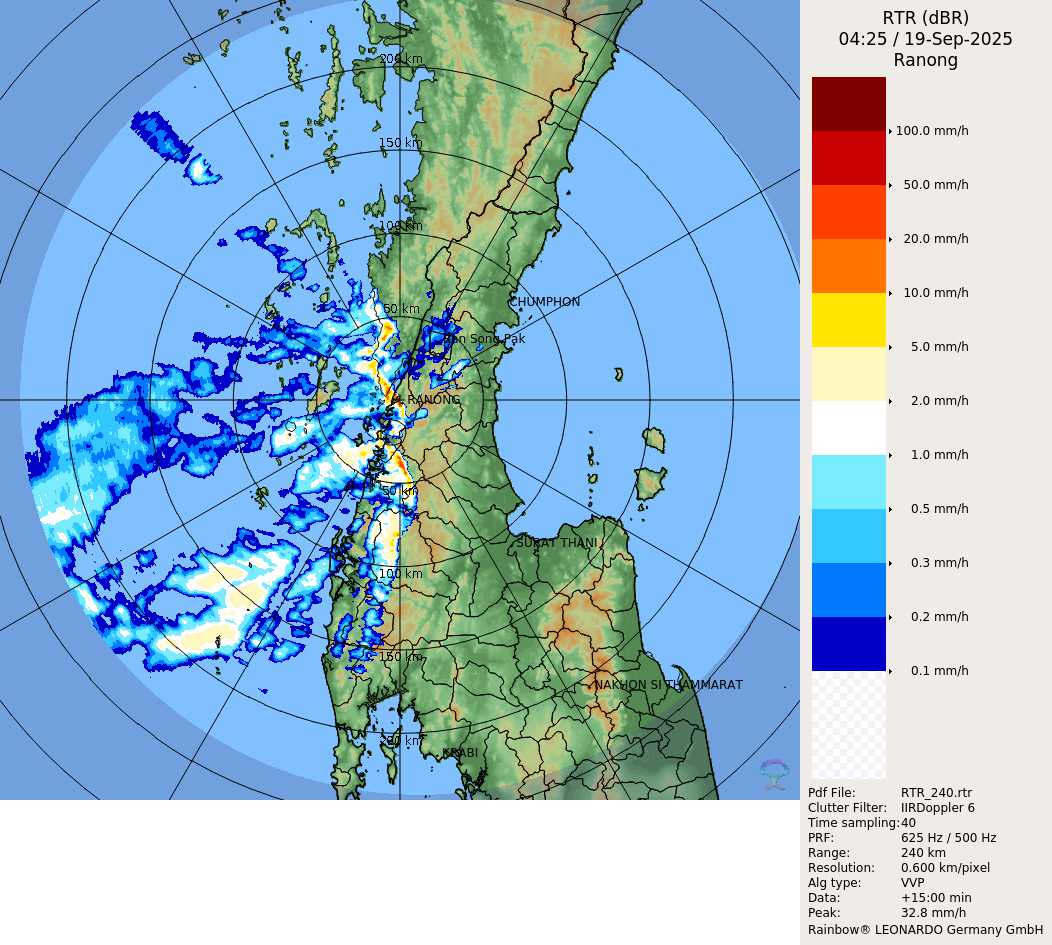 RTR (dBR)
04:25 / 19-Sep-2025
Ranong
200 km
150 km
100 km
50 km
CHUMPHON
Ban Song Pak
RANONG
50 km
SURAT THANI
100 km
150 km
NAKHON SI THAMMARAT
200 km
KRABI
100.0 mm/h
50.0 mm/h
20.0 mm/h
10.0 mm/h
5.0 mm/h
2.0 mm/h
1.0 mm/h
0.5 mm/h
0.3 mm/h
0.2 mm/h
0.1 mm/h
Pdf File: RTR_240.rtr
Clutter Filter: IIRDoppler 6
Time sampling: 40
PRF: 625 Hz / 500 Hz
Range: 240 km
Resolution: 0.600 km/pixel
Alg type: VVP
Data: +15:00 min
Peak: 32.8 mm/h
Rainbow® LEONARDO Germany GmbH